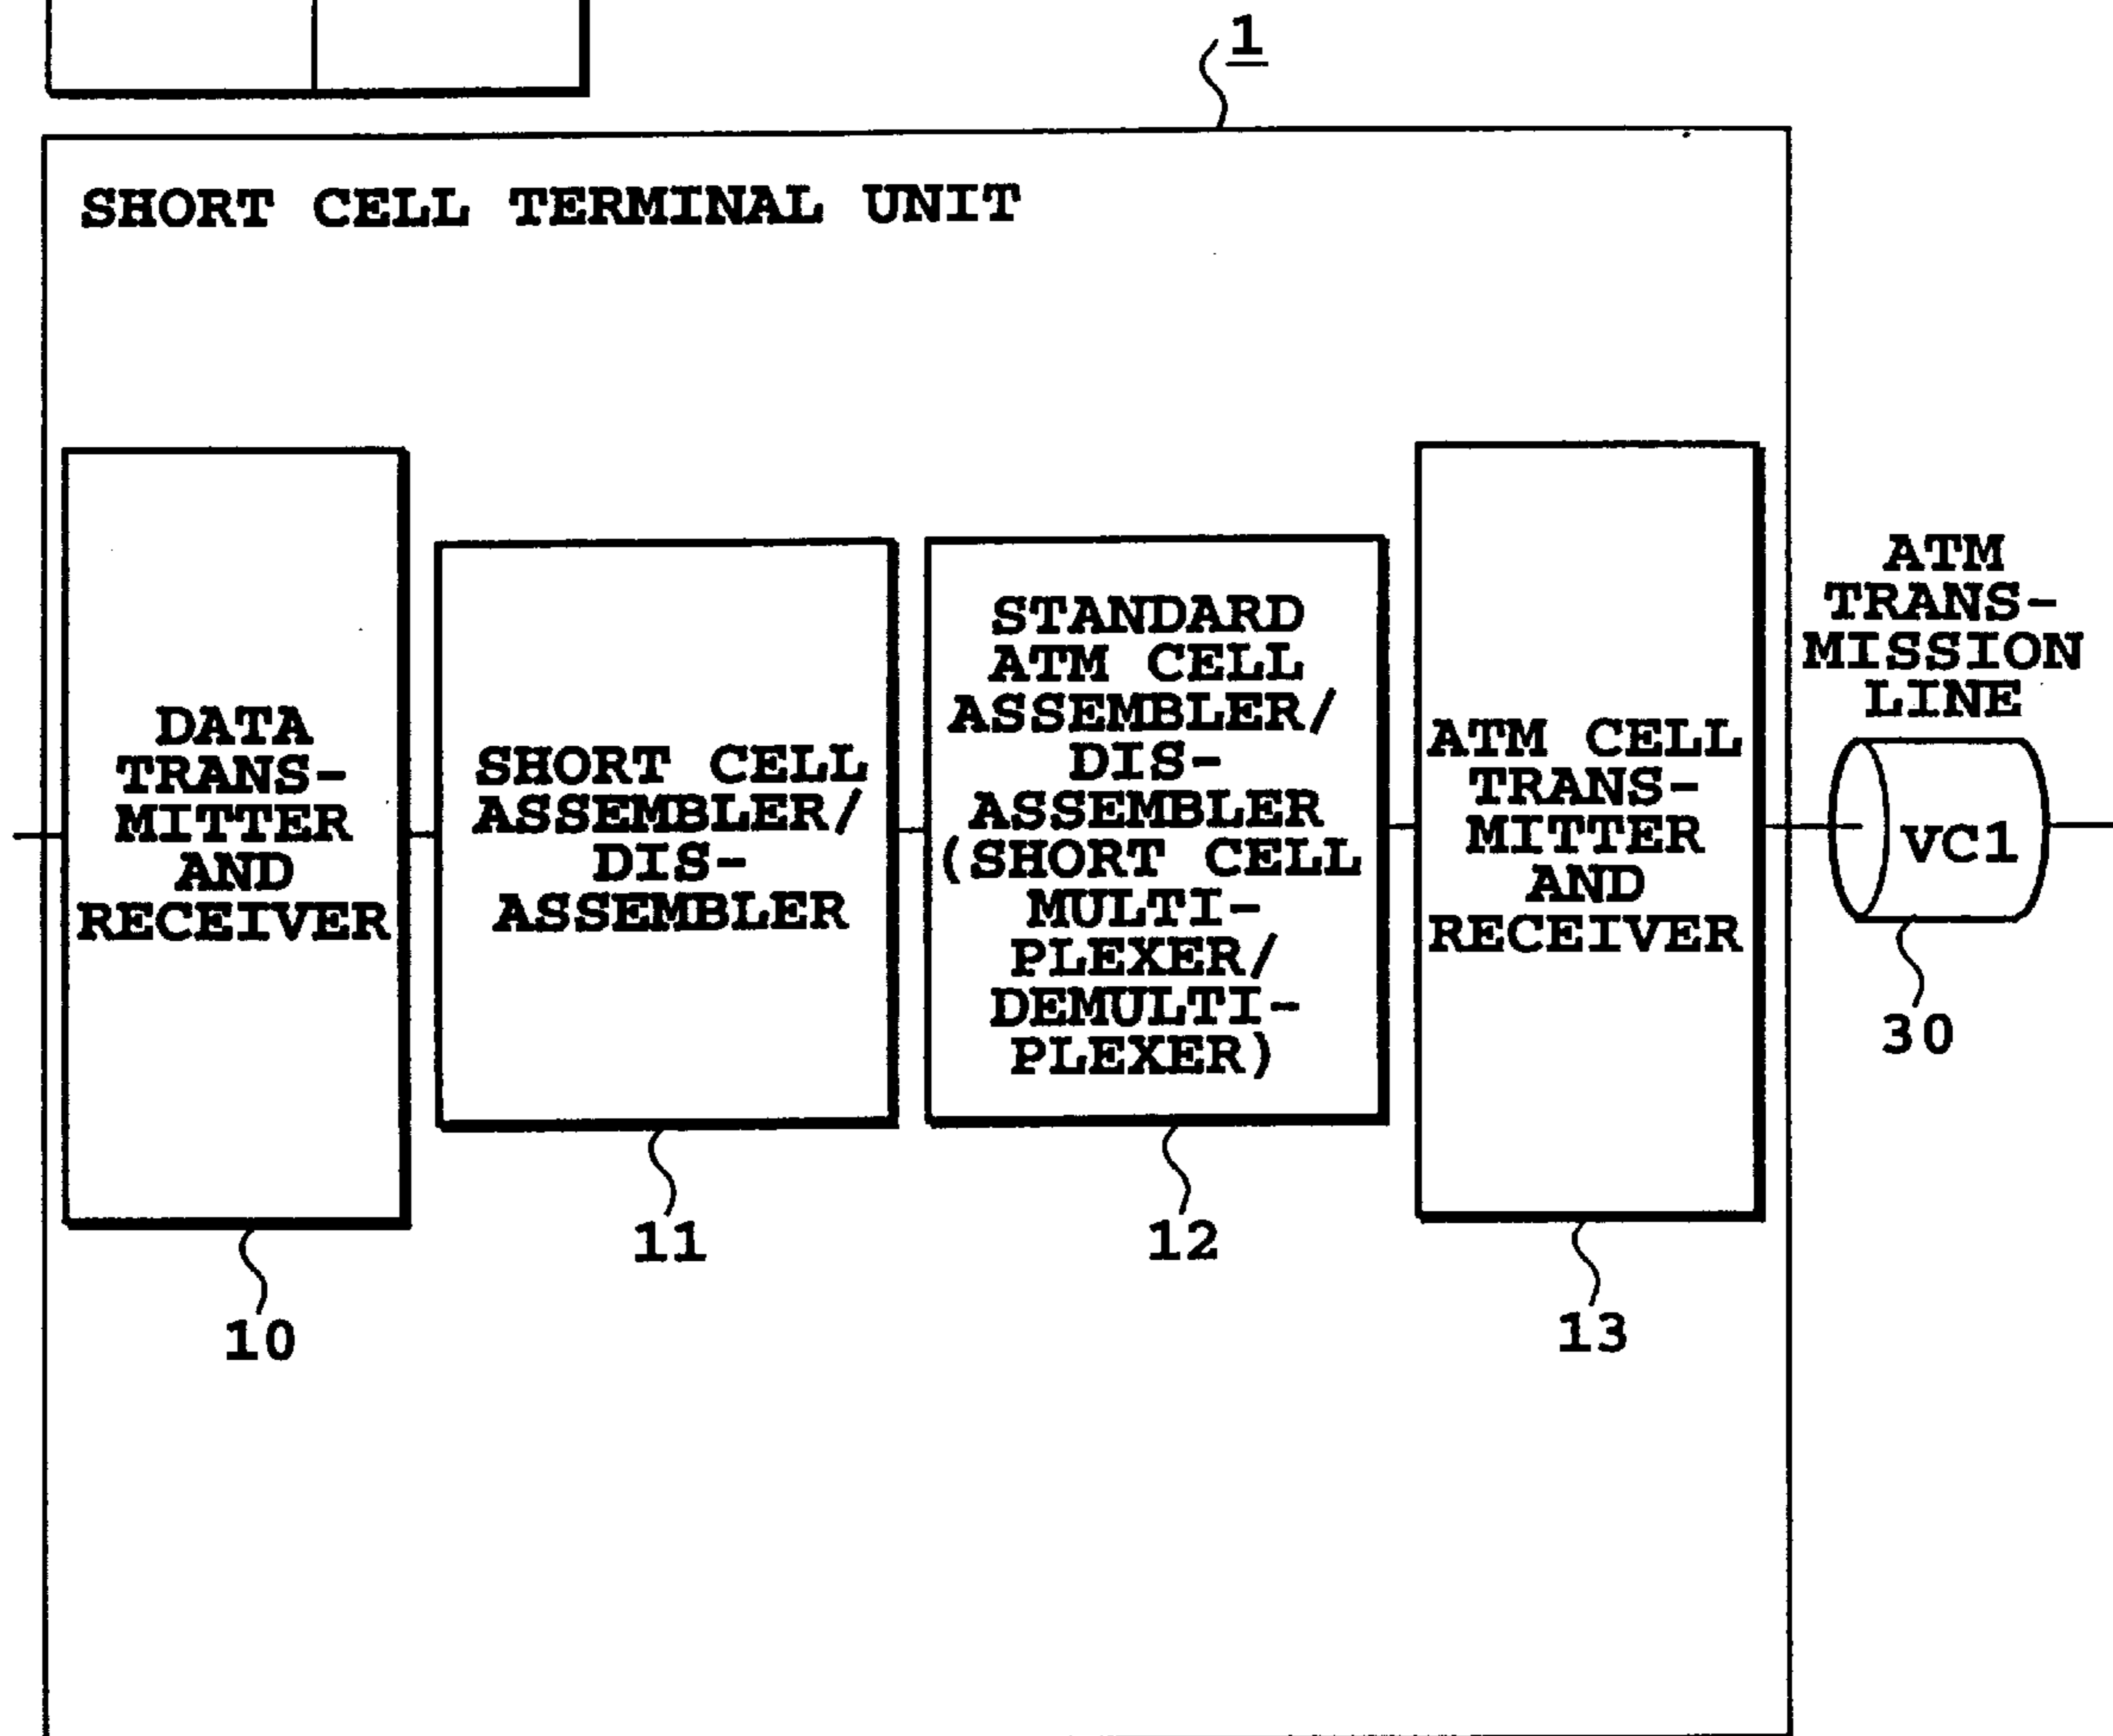 1
SHORT CELL TERMINAL UNIT
DATA
TRANS-
MITTER
AND
RECEIVER
10
SHORT CELL
ASSEMBLER/
DIS-
ASSEMBLER
11
STANDARD
ATM CELL
ASSEMBLER/
DIS-
ASSEMBLER
(SHORT CELL
MULTI-
PLEXER/
DEMULTI-
PLEXER)
12
ATM CELL
TRANS-
MITTER
AND
RECEIVER
13
ATM
TRANS-
MISSION
LINE
VC1
30